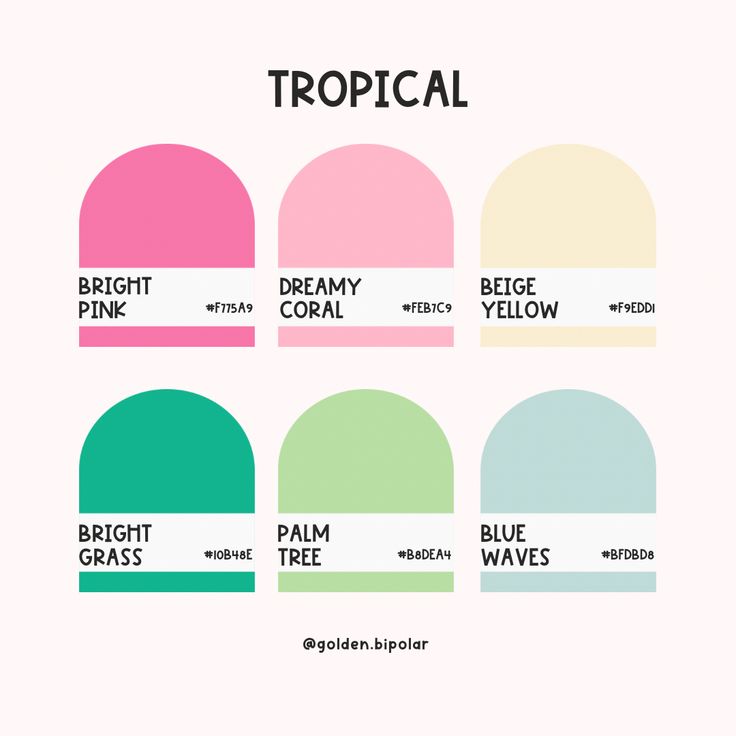 TROPICAL
BRIGHT
PINK #F775A9
DREAMY
CORAL #FEB7C9
BEIGE
YELLOW #F9EDD1
BRIGHT
GRASS #10B48E
PALM
TREE #B8DEA4
BLUE
WAVES #BFDBD8
@golden.bipolar